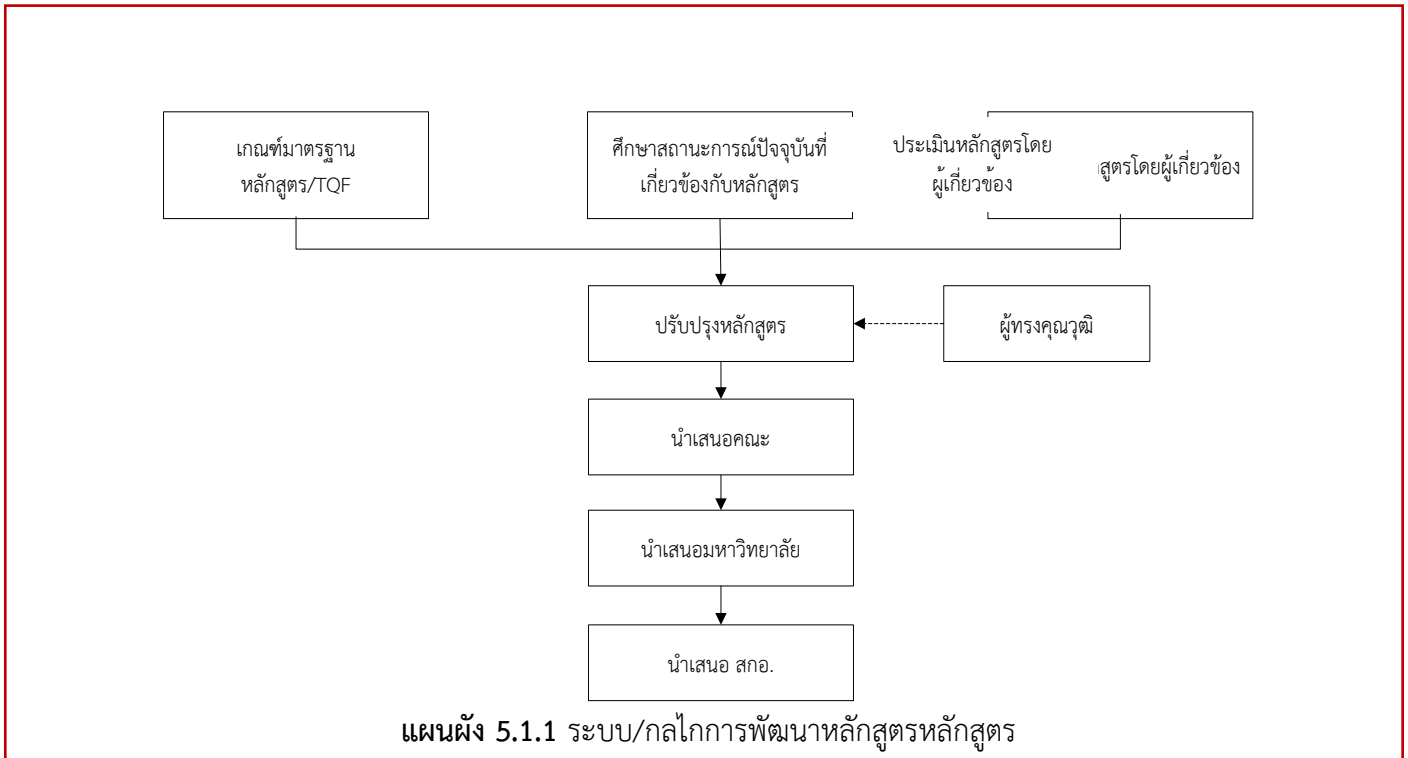 เกณฑ์มาตรฐาน
หลักสูตร/TQF
ศึกษาสถานะการณ์ปัจจุบันที่
เกี่ยวข้องกับหลักสูตร
ประเมินหลักสูตรโดย
ผู้เกี่ยวข้อง
สูตรโดยผู้เกี่ยวข้อง
ปรับปรุงหลักสูตร
ผู้ทรงคุณวุฒิ
นำเสนอคณะ
นำเสนอมหาวิทยาลัย
นำเสนอ สกอ.
แผนผัง 5.1.1 ระบบ/กลไกการพัฒนาหลักสูตรหลักสูตร